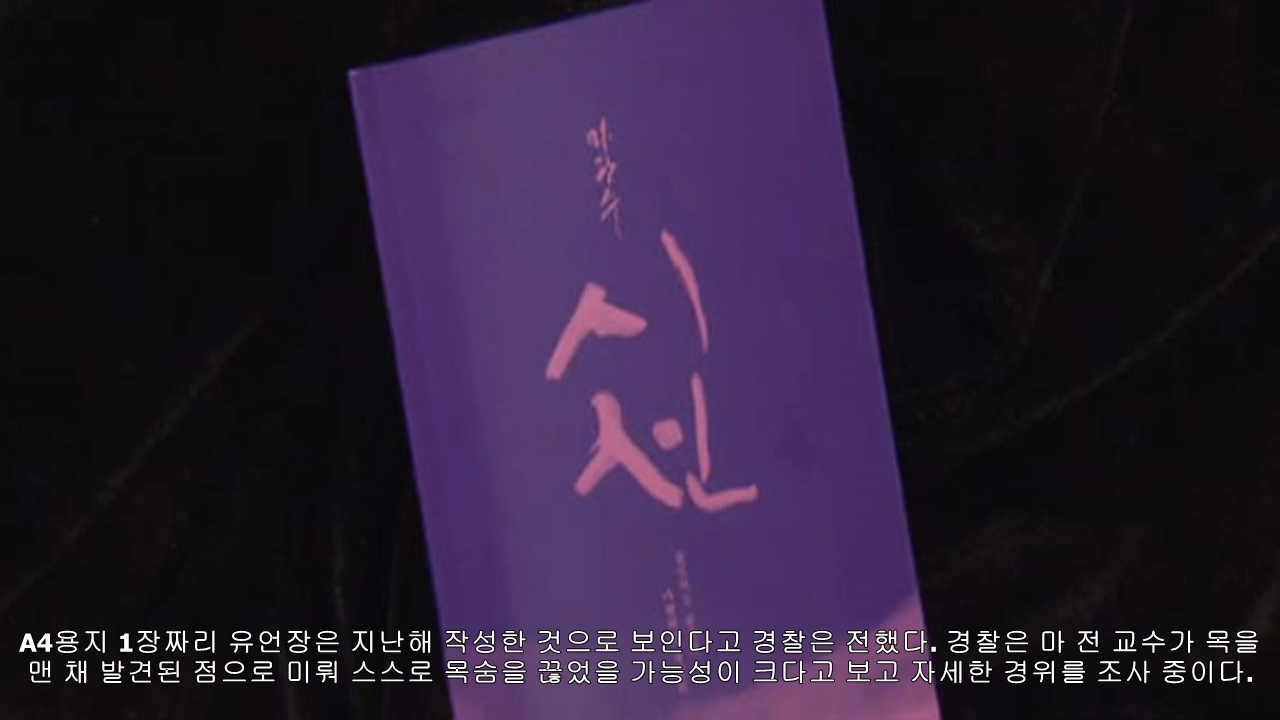 시선
A4용지 1장짜리 유언장은 지난해 작성한 것으로 보인다고 경찰은 전했다. 경찰은 마 전 교수가 목을
맨 채 발견된 점으로 미뤄 스스로 목숨을 끊었을 가능성이 크다고 보고 자세한 경위를 조사 중이다.